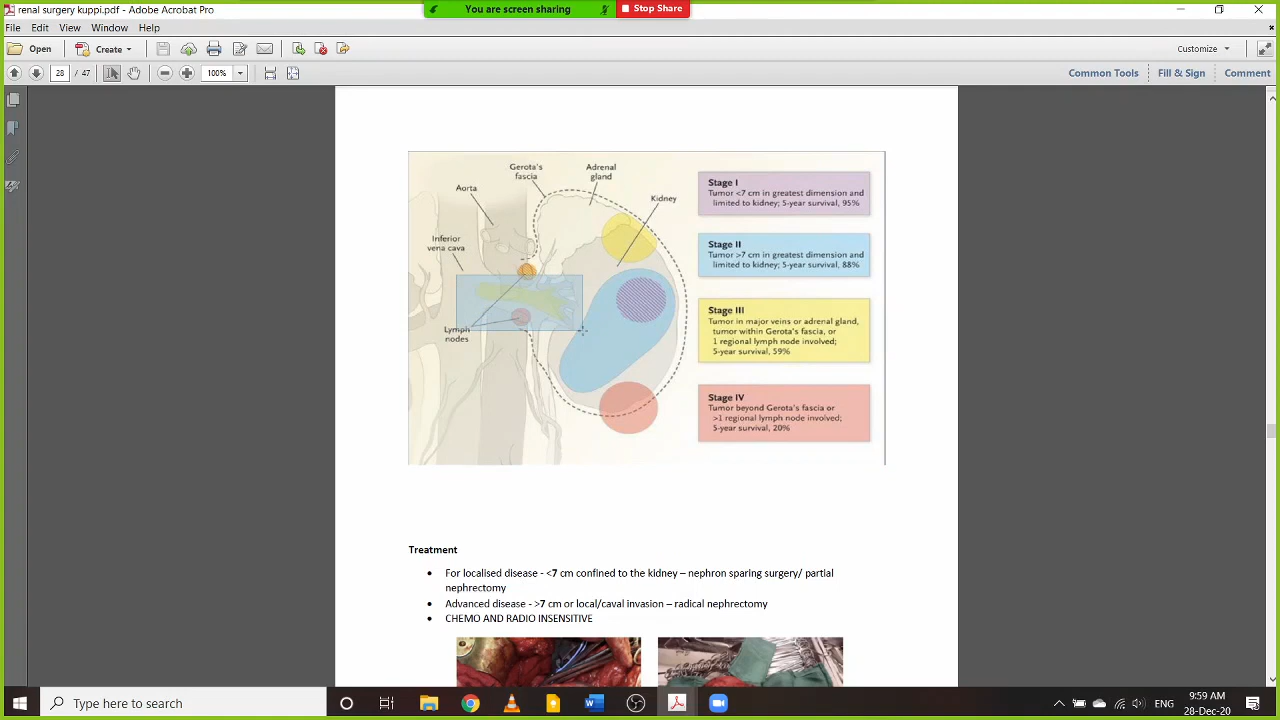 renal surgery kuppi.pdf - Adobe Acrobat Pro
You are screen sharing
Stop Share
File Edit View Window Help
Open Create Customize
28 / 47 100% Common Tools Fill & Sign Comment
Gerota's
fascia
Adrenal
gland
Aorta
Kidney
Inferior
vena cava
Lymph
nodes
Stage I
Tumor <7 cm in greatest dimension and
limited to kidney; 5-year survival, 95%
Stage II
Tumor >7 cm in greatest dimension and
limited to kidney; 5-year survival, 88%
Stage III
Tumor in major veins or adrenal gland,
tumor within Gerota's fascia, or
1 regional lymph node involved;
5-year survival, 59%
Stage IV
Tumor beyond Gerota's fascia or
>1 regional lymph node involved;
5-year survival, 20%
Treatment
• For localised disease - <7 cm confined to the kidney – nephron sparing surgery/ partial
nephrectomy
• Advanced disease - >7 cm or local/caval invasion – radical nephrectomy
• CHEMO AND RADIO INSENSITIVE
Type here to search
ENG
9:59 AM
28-Dec-20